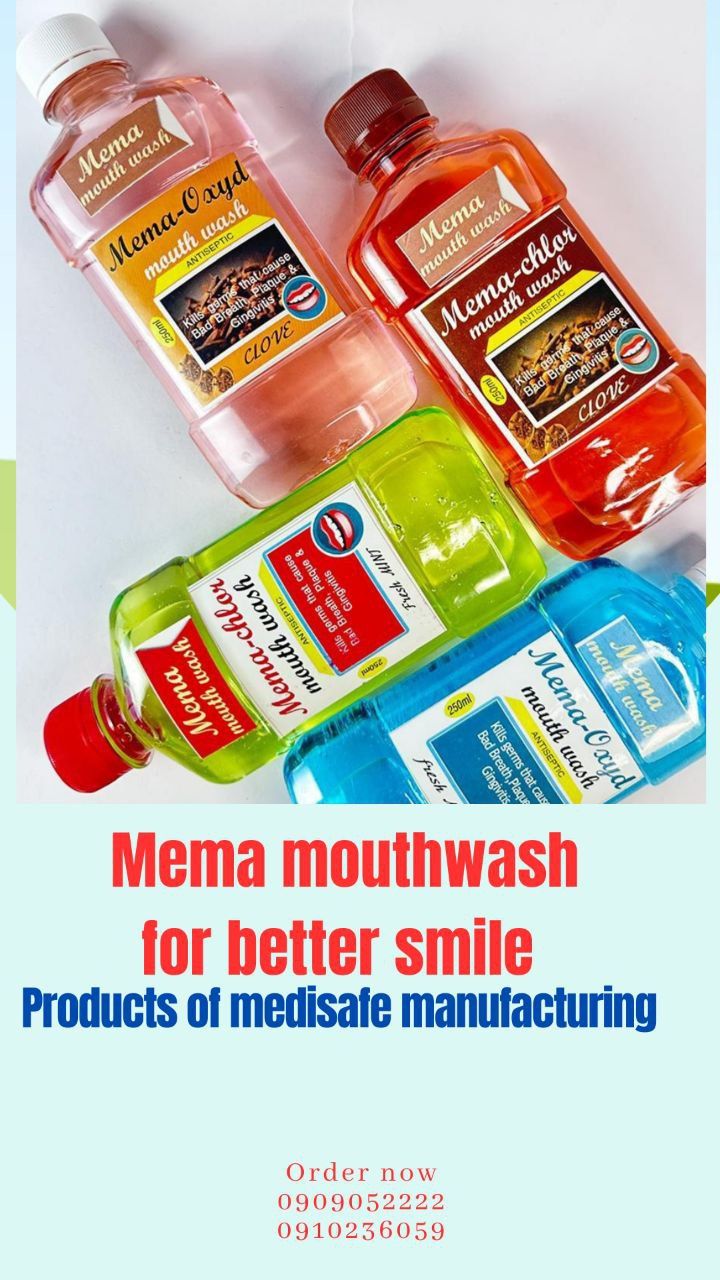 Mema
mouth wash
Mema-Oxyd
mouth wash
ANTISEPTIC
Kills germs that cause
Bad Breath, Plaque &
Gingivitis
250ml
CLOVE
Mema
mouth wash
Mema-chlor
mouth wash
ANTISEPTIC
Kills germs that cause
Bad Breath, Plaque &
Gingivitis
250ml
CLOVE
Mema
mouth wash
Mema-chlor
mouth wash
ANTISEPTIC
Kills germs that cause
Bad Breath, Plaque &
Gingivitis
250ml
Fresh MINT
Mema
mouth wash
Mema-Oxyd
mouth wash
ANTISEPTIC
250ml
Kills germs that cause
Bad Breath, Plaque
Gingivitis
fresh
Mema mouthwash
for better smile
Products of medisafe manufacturing
Order now
0909052222
0910236059